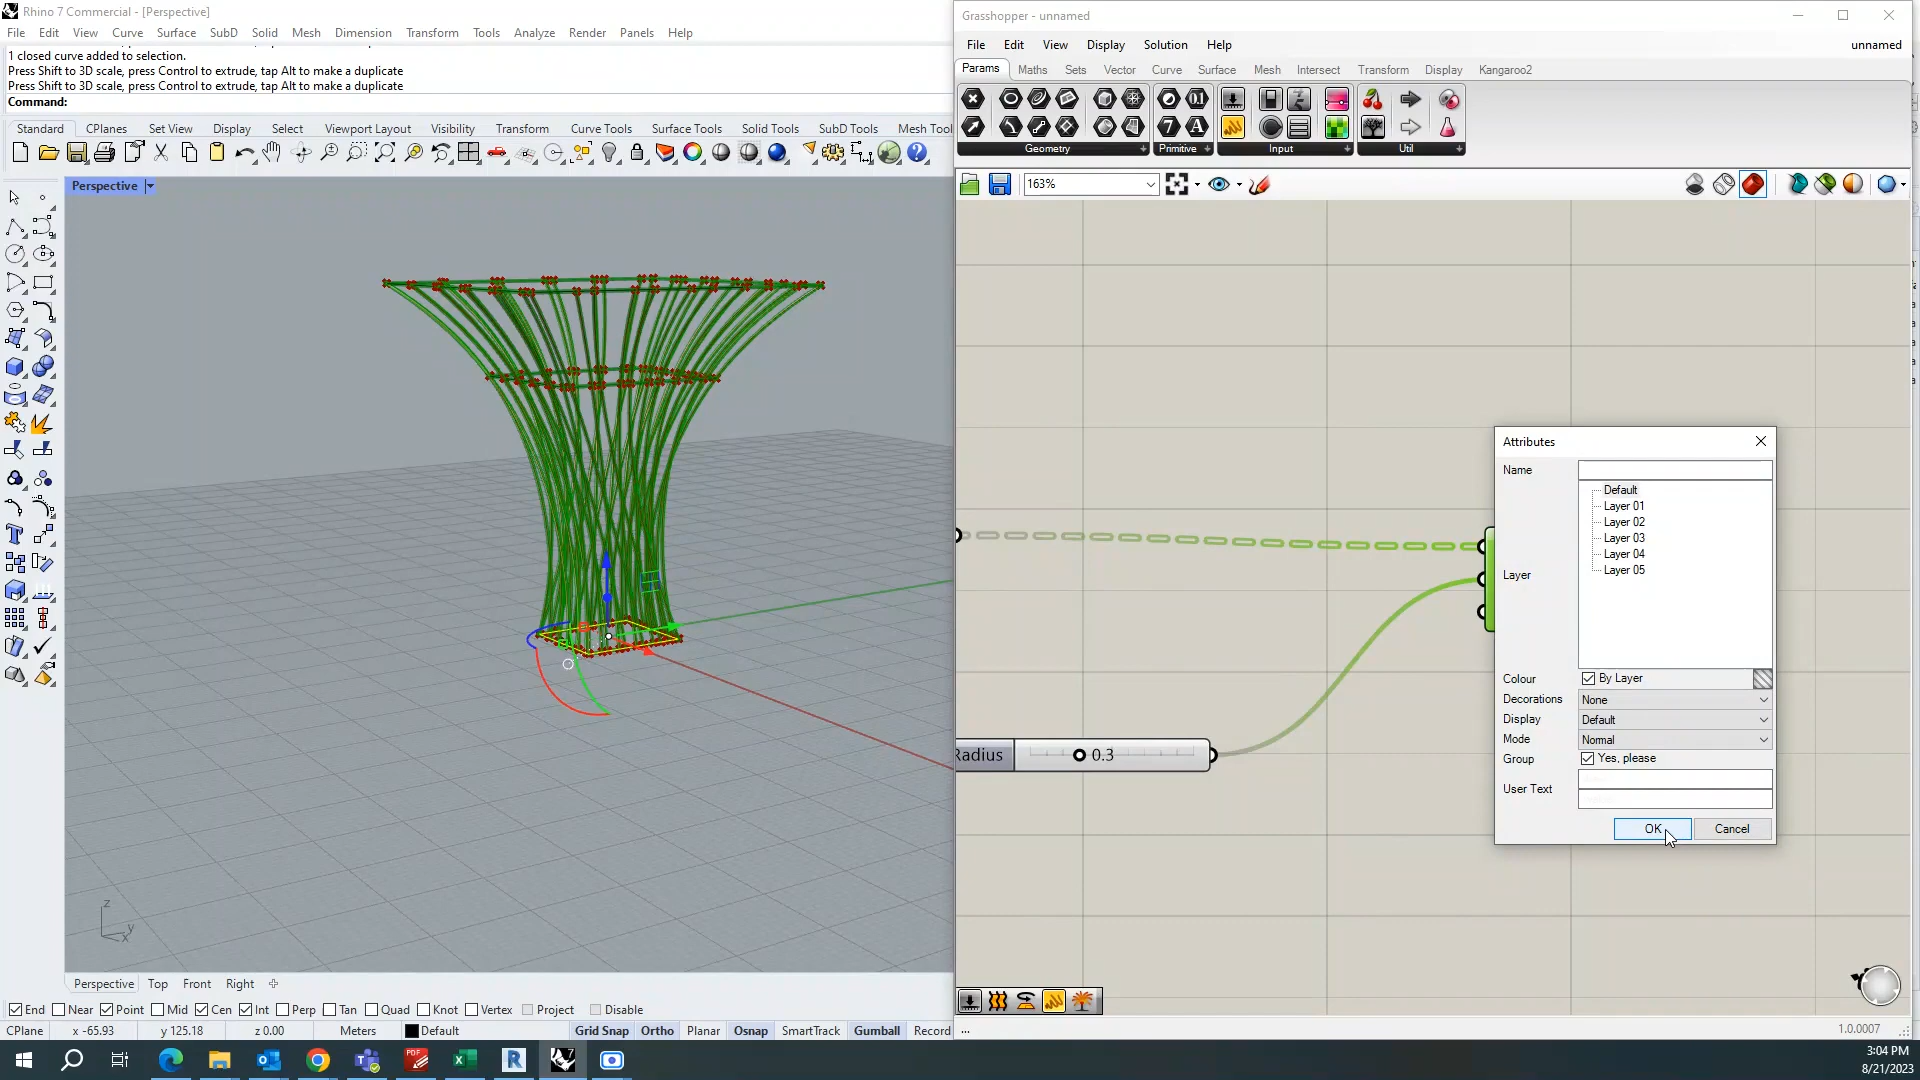 Rhino 7 Commercial - [Perspective]
File Edit View Curve Surface SubD Solid Mesh Dimension Transform Tools Analyze Render Panels Help
1 closed curve added to selection.
Press Shift to 3D scale, press Control to extrude, tap Alt to make a duplicate
Press Shift to 3D scale, press Control to extrude, tap Alt to make a duplicate
Command:
Standard CPlanes Set View Display Select Viewport Layout Visibility Transform Curve Tools Surface Tools Solid Tools SubD Tools Mesh Tool
Perspective
z
y
x
Perspective Top Front Right
End Near Point Mid Cen Int Perp Tan Quad Knot Vertex Project Disable
CPlane x -65.93 y 125.18 z 0.00 Meters Default Grid Snap Ortho Planar Osnap SmartTrack Gumball Record
Grasshopper - unnamed
File Edit View Display Solution Help unnamed
Params Maths Sets Vector Curve Surface Mesh Intersect Transform Display Kangaroo2
Geometry Primitive Input Util
163%
Radius 0.3
Attributes
Name
Default
Layer 01
Layer 02
Layer 03
Layer 04
Layer 05
Layer
Colour By Layer
Decorations None
Display Default
Mode Normal
Group Yes, please
User Text
OK Cancel
...
1.0.0007
3:04 PM
8/21/2023